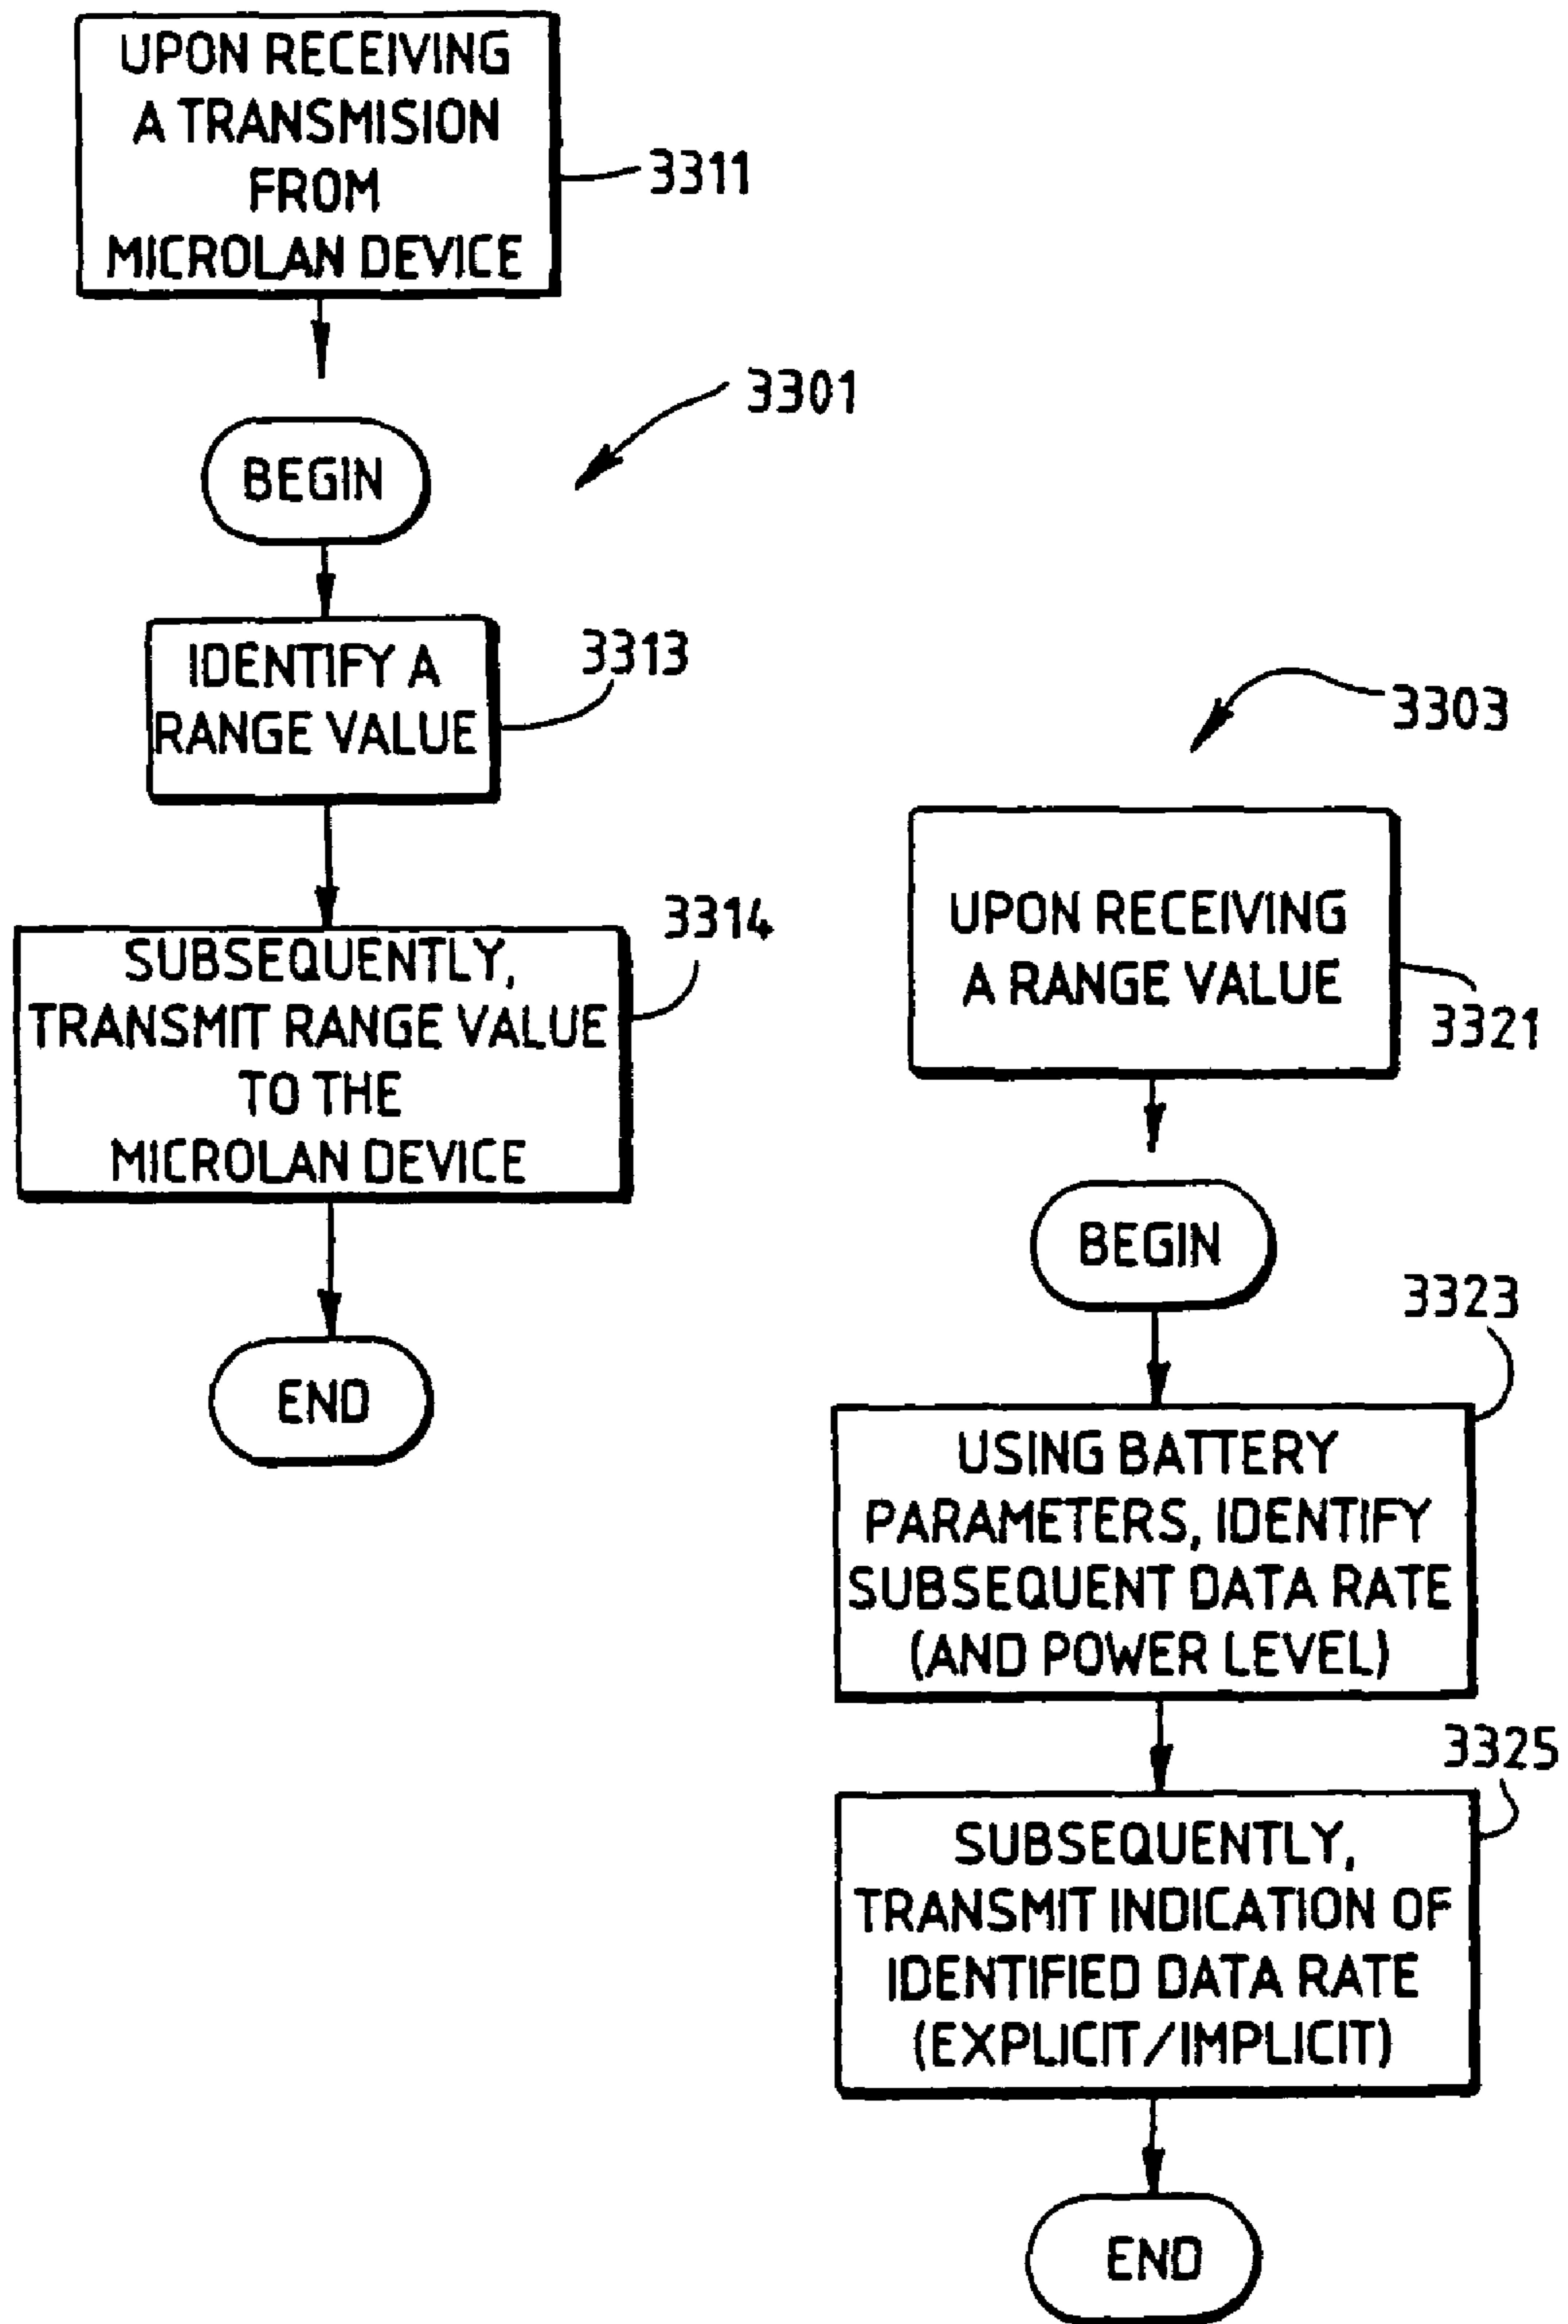 UPON RECEIVING
A TRANSMISION
FROM
MICROLAN DEVICE
3311
3301
BEGIN
IDENTIFY A
RANGE VALUE
3313
SUBSEQUENTLY,
TRANSMIT RANGE VALUE
TO THE
MICROLAN DEVICE
3314
END
3303
UPON RECEIVING
A RANGE VALUE
3321
BEGIN
3323
USING BATTERY
PARAMETERS, IDENTIFY
SUBSEQUENT DATA RATE
(AND POWER LEVEL)
3325
SUBSEQUENTLY,
TRANSMIT INDICATION OF
IDENTIFIED DATA RATE
(EXPLICIT/IMPLICIT)
END